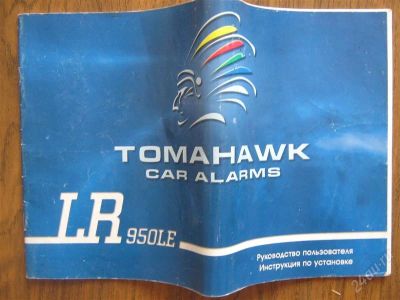 TOMAHAWK
CAR ALARMS
LR 950LE
Руководство пользователя
Инструкция по установке